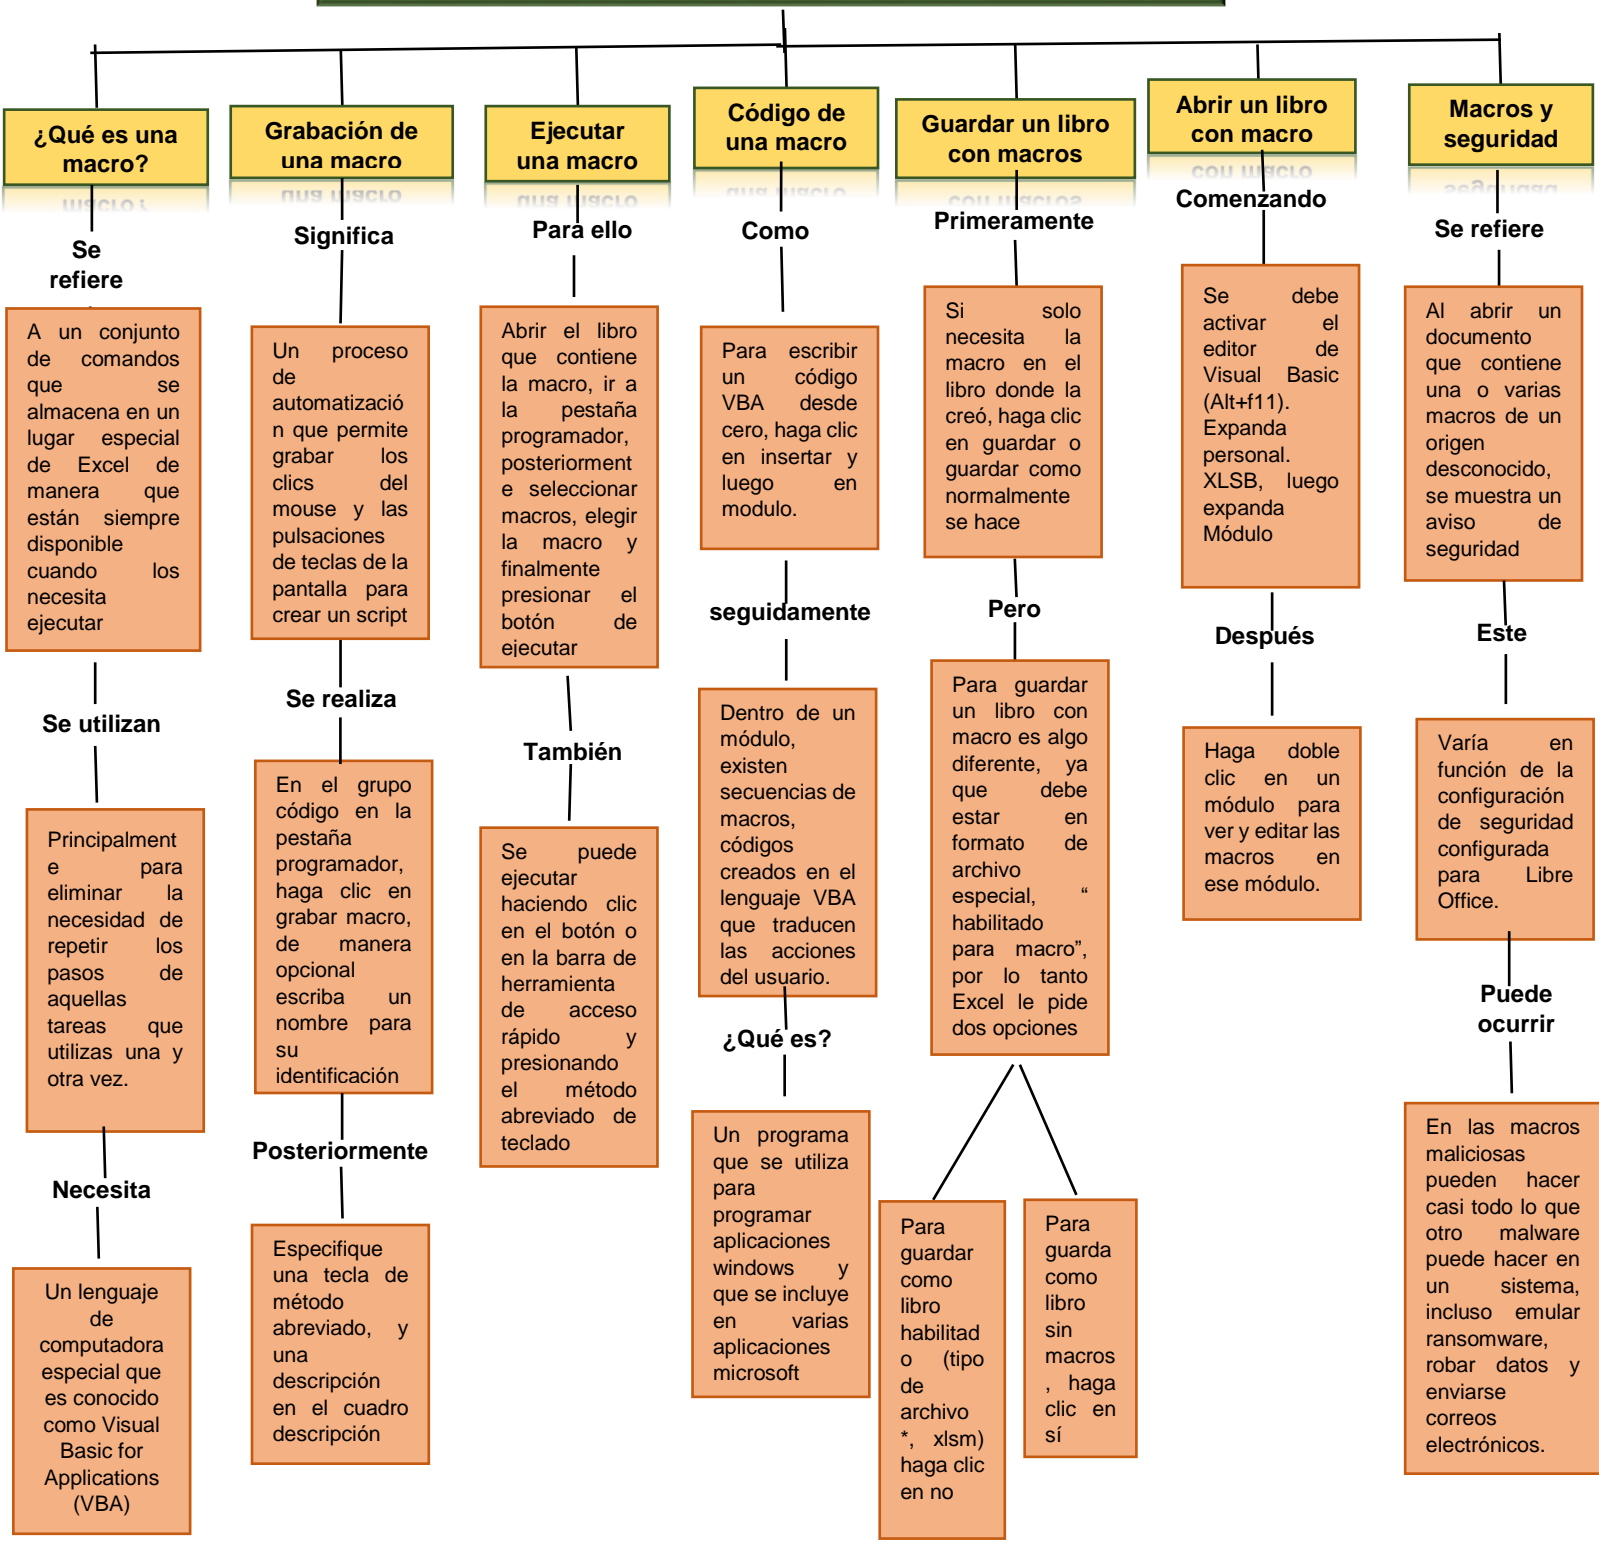 ¿Qué es una
macro?
Se
refiere
A un conjunto
de comandos
que se
almacena en un
lugar especial
de Excel de
manera que
están siempre
disponible
cuando los
necesita
ejecutar
Se utilizan
Principalment
e para
eliminar la
necesidad de
repetir los
pasos de
aquellas
tareas que
utilizas una y
otra vez.
Necesita
Un lenguaje
de
computadora
especial que
es conocido
como Visual
Basic for
Applications
(VBA)
Grabación de
una macro
Significa
Un proceso
de
automatizació
n que permite
grabar los
clics del
mouse y las
pulsaciones
de teclas de la
pantalla para
crear un script
Se realiza
En el grupo
código en la
pestaña
programador,
haga clic en
grabar macro,
de manera
opcional
escriba un
nombre para
su
identificación
Posteriormente
Especifique
una tecla de
método
abreviado, y
una
descripción
en el cuadro
descripción
Ejecutar
una macro
Para ello
Abrir el libro
que contiene
la macro, ir a
la pestaña
programador,
posteriorment
e seleccionar
macros, elegir
la macro y
finalmente
presionar el
botón de
ejecutar
También
Se puede
ejecutar
haciendo clic
en el botón o
en la barra de
herramienta
de acceso
rápido y
presionando
el método
abreviado de
teclado
Código de
una macro
Como
Para escribir
un código
VBA desde
cero, haga clic
en insertar y
luego en
modulo.
seguidamente
Dentro de un
módulo,
existen
secuencias de
macros,
códigos
creados en el
lenguaje VBA
que traducen
las acciones
del usuario.
¿Qué es?
Un programa
que se utiliza
para
programar
aplicaciones
windows y
que se incluye
en varias
aplicaciones
microsoft
Guardar un libro
con macros
Primeramente
Si solo
necesita la
macro en el
libro donde la
creó, haga clic
en guardar o
guardar como
normalmente
se hace
Pero
Para guardar
un libro con
macro es algo
diferente, ya
que debe
estar en
formato de
archivo
especial, “
habilitado
para macro”,
por lo tanto
Excel le pide
dos opciones
Para
guardar
como
libro
habilitad
o (tipo
de
archivo
*, xlsm)
haga clic
en no
Para
guarda
como
libro
sin
macros
, haga
clic en
sí
Abrir un libro
con macro
Comenzando
Se debe
activar el
editor de
Visual Basic
(Alt+f11).
Expanda
personal.
XLSB, luego
expanda
Módulo
Después
Haga doble
clic en un
módulo para
ver y editar las
macros en
ese módulo.
Macros y
seguridad
Se refiere
Al abrir un
documento
que contiene
una o varias
macros de un
origen
desconocido,
se muestra un
aviso de
seguridad
Este
Varía en
función de la
configuración
de seguridad
configurada
para Libre
Office.
Puede
ocurrir
En las macros
maliciosas
pueden hacer
casi todo lo que
otro malware
puede hacer en
un sistema,
incluso emular
ransomware,
robar datos y
enviarse
correos
electrónicos.